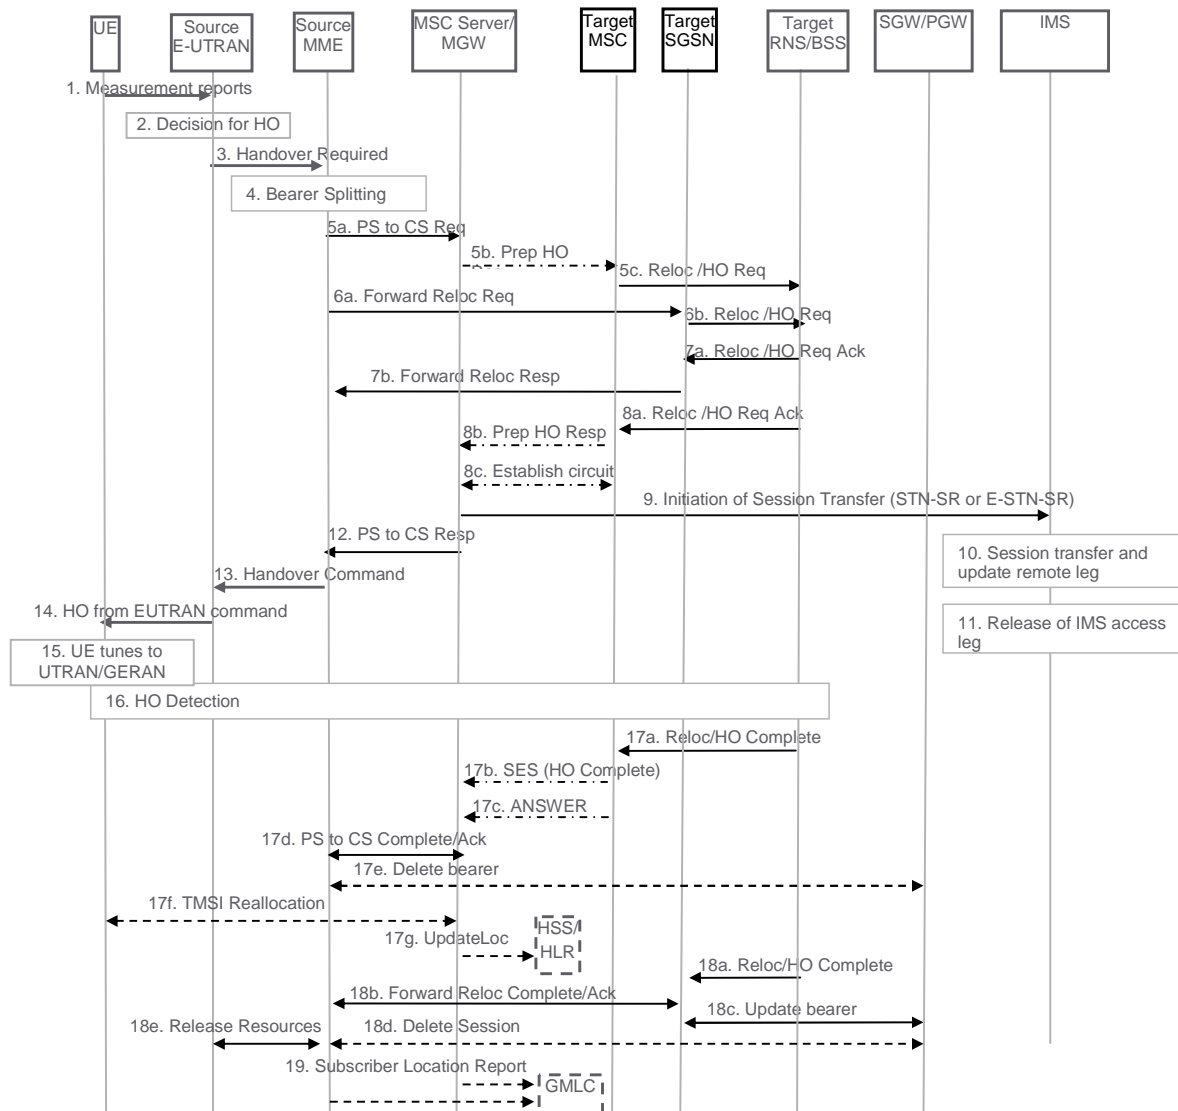 UE
Source
E-UTRAN
Source
MME
MSC Server/
MGW
Target
MSC
Target
SGSN
Target
RNS/BSS
SGW/PGW
IMS
1. Measurement reports
2. Decision for HO
3. Handover Required
4. Bearer Splitting
5a. PS to CS Req
5b. Prep HO
5c. Reloc /HO Req
6a. Forward Reloc Req
6b. Reloc /HO Req
7a. Reloc /HO Req Ack
7b. Forward Reloc Resp
8a. Reloc /HO Req Ack
8b. Prep HO Resp
8c. Establish circuit
9. Initiation of Session Transfer (STN-SR or E-STN-SR)
12. PS to CS Resp
10. Session transfer and
update remote leg
13. Handover Command
14. HO from EUTRAN command
11. Release of IMS access
leg
15. UE tunes to
UTRAN/GERAN
16. HO Detection
17a. Reloc/HO Complete
17b. SES (HO Complete)
17c. ANSWER
17d. PS to CS Complete/Ack
17e. Delete bearer
17f. TMSI Reallocation
HSS/
HLR
17g. UpdateLoc
18a. Reloc/HO Complete
18b. Forward Reloc Complete/Ack
18c. Update bearer
18e. Release Resources
18d. Delete Session
19. Subscriber Location Report
GMLC